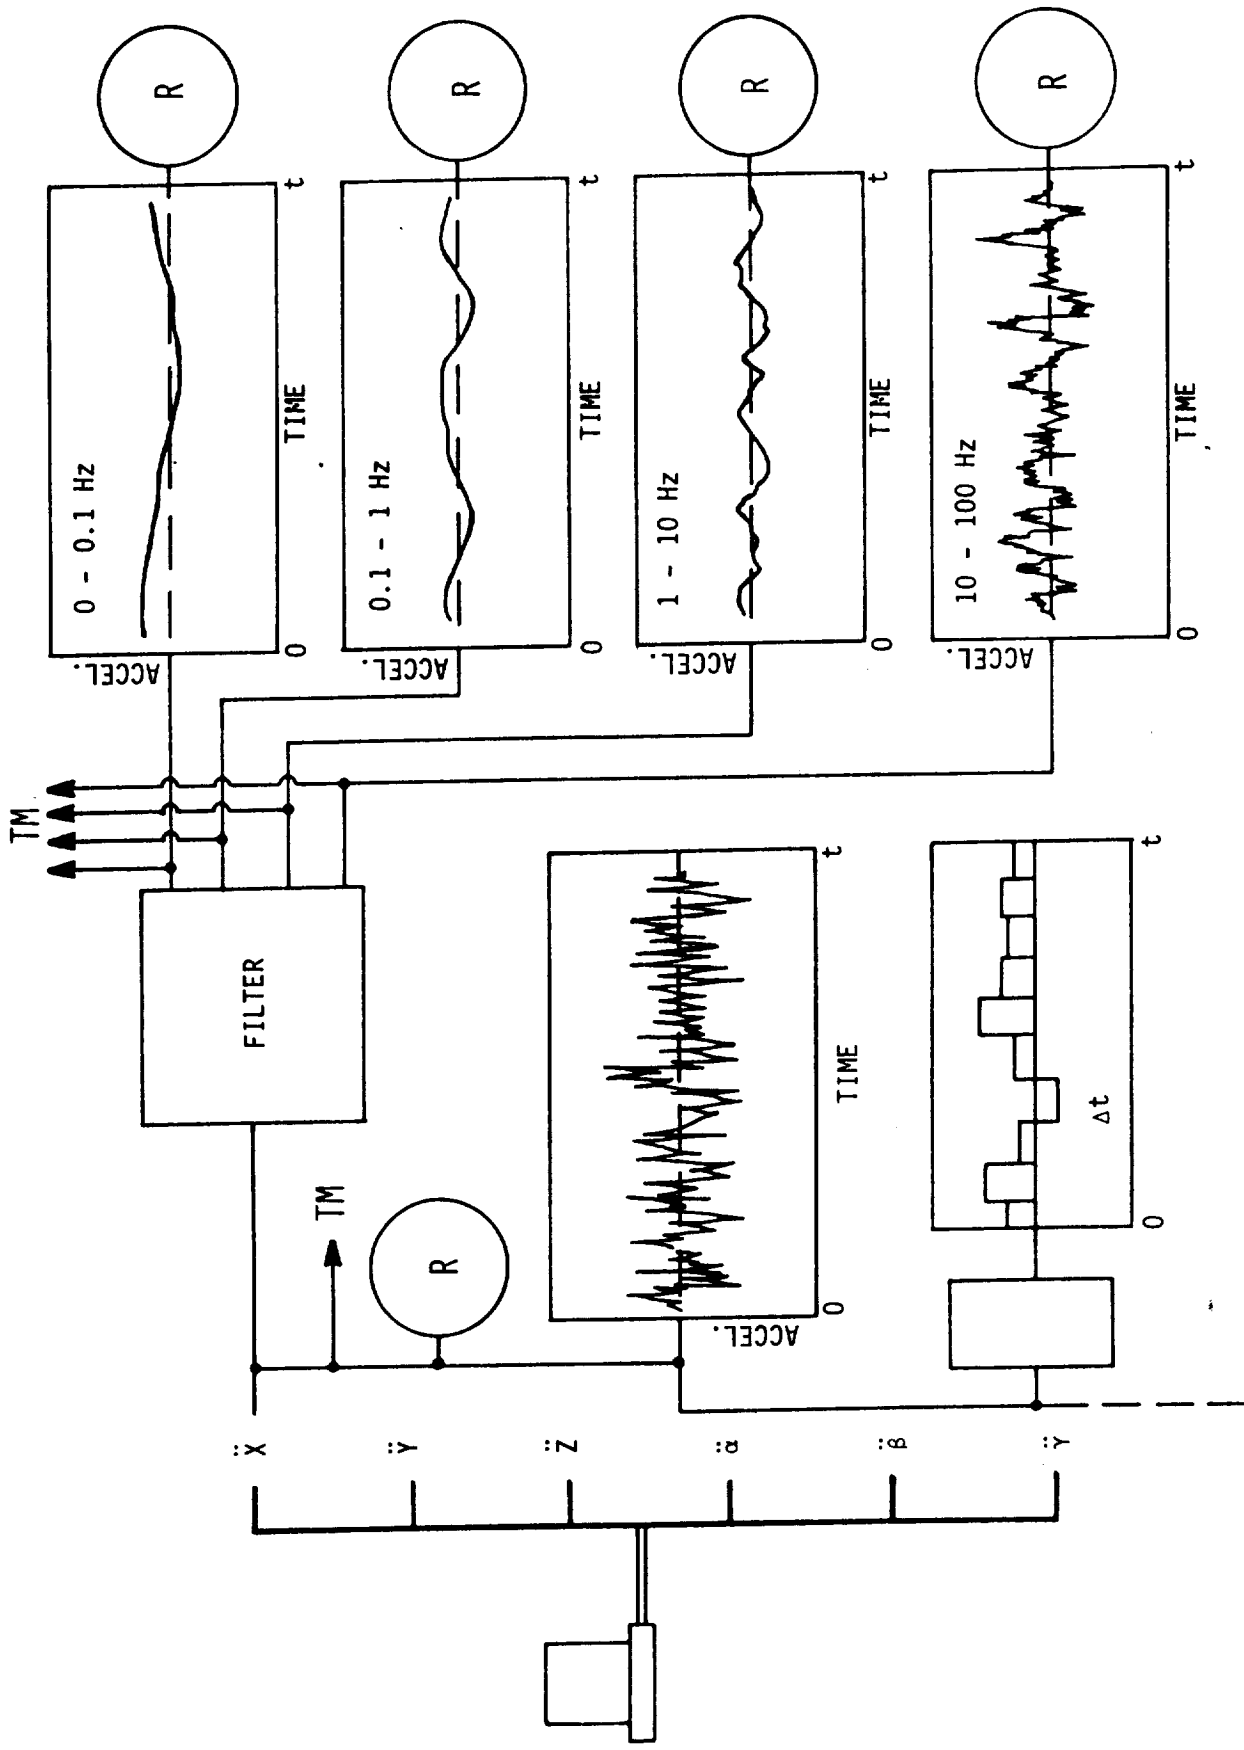 TM
R
R
R
R
0 - 0.1 Hz
ACCEL.
0
TIME
t
0.1 - 1 Hz
ACCEL.
0
TIME
t
1 - 10 Hz
ACCEL.
0
TIME
t
10 - 100 Hz
ACCEL.
0
TIME
t
FILTER
TM
R
ACCEL.
0
TIME
t
0
Δt
t
Ẍ
Ÿ
Z̈
α̈
β̈
γ̈